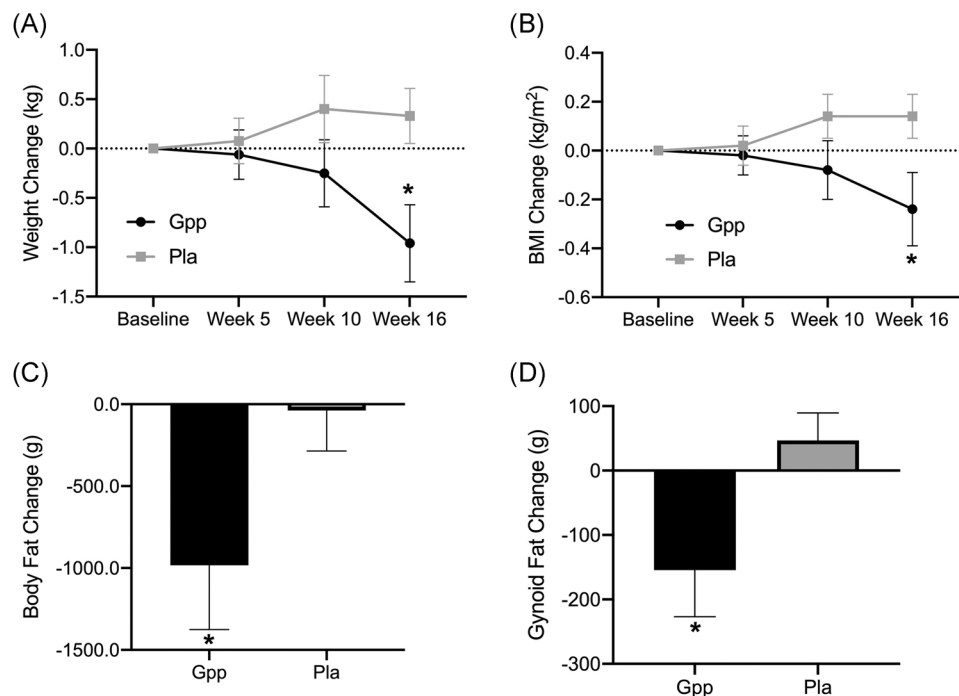 (A)
Weight Change (kg)
1.0
0.5
0.0
-0.5
-1.0
-1.5
Gpp
Pla
*
Baseline Week 5 Week 10 Week 16
(B)
BMI Change (kg/m²)
0.4
0.2
0.0
-0.2
-0.4
-0.6
Gpp
Pla
*
Baseline Week 5 Week 10 Week 16
(C)
Body Fat Change (g)
0.0
-500.0
-1000.0
-1500.0
*
Gpp Pla
(D)
Gynoid Fat Change (g)
100
0
-100
-200
-300
*
Gpp Pla